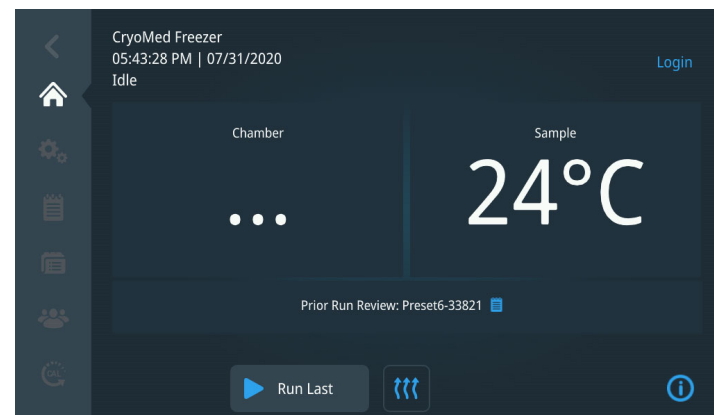 CryoMed Freezer
05:43:28 PM | 07/31/2020
Idle
Login
Chamber
Sample
...
24°C
Prior Run Review: Preset6-33821
CAL
Run Last